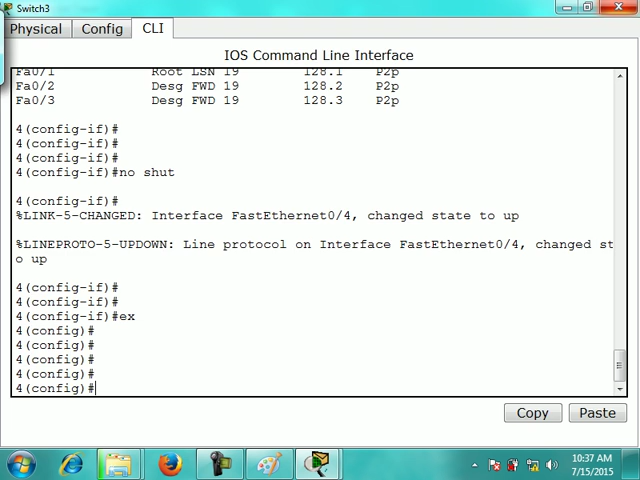 Switch3
Physical Config CLI
IOS Command Line Interface
Fa0/1 Root LSN 19 128.1 P2p
Fa0/2 Desg FWD 19 128.2 P2p
Fa0/3 Desg FWD 19 128.3 P2p
4(config-if)#
4(config-if)#
4(config-if)#
4(config-if)#no shut
4(config-if)#
%LINK-5-CHANGED: Interface FastEthernet0/4, changed state to up
%LINEPROTO-5-UPDOWN: Line protocol on Interface FastEthernet0/4, changed st
o up
4(config-if)#
4(config-if)#
4(config-if)#ex
4(config)#
4(config)#
4(config)#
4(config)#
4(config)#
Copy Paste
10:37 AM
7/15/2015